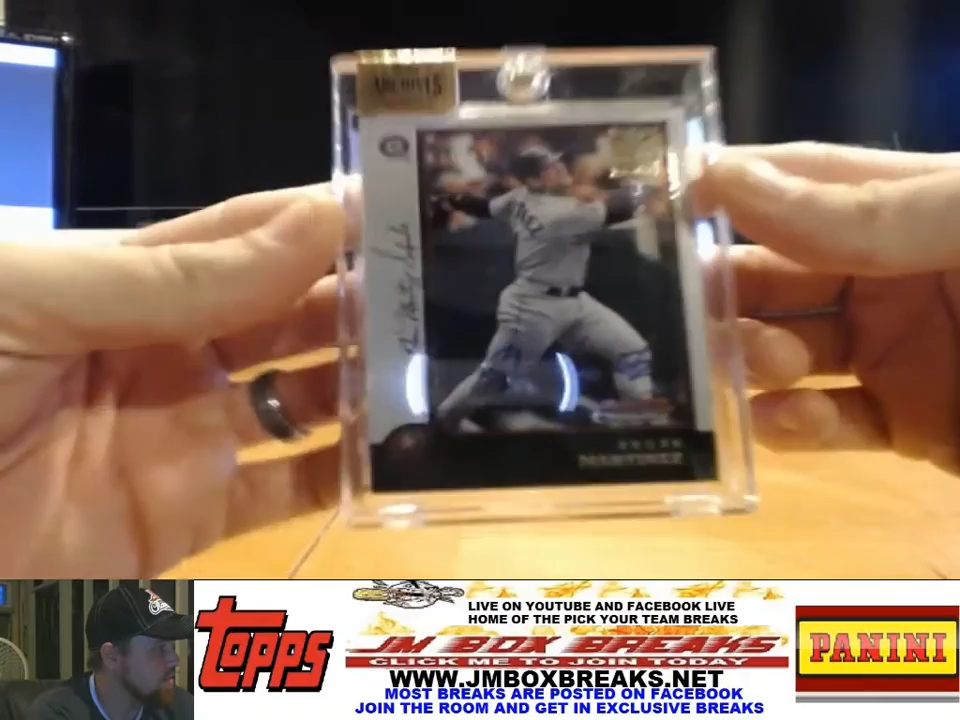 ARCHIVES
MARTINEZ
TOPPS
LIVE ON YOUTUBE AND FACEBOOK LIVE
HOME OF THE PICK YOUR TEAM BREAKS
JM BOX BREAKS
CLICK ME TO JOIN TODAY
WWW.JMBOXBREAKS.NET
MOST BREAKS ARE POSTED ON FACEBOOK
JOIN THE ROOM AND GET IN EXCLUSIVE BREAKS
PANINI